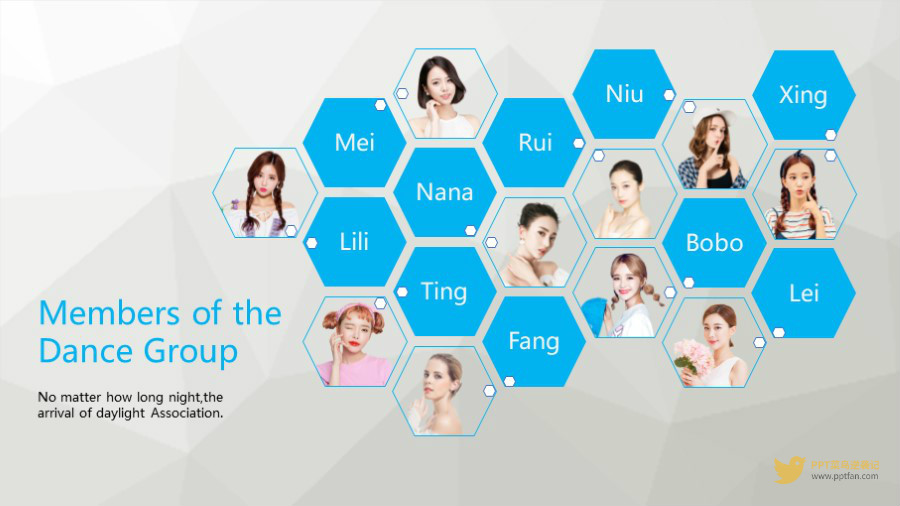 Niu
Xing
Mei
Rui
Nana
Lili
Bobo
Ting
Lei
Fang
Members of the
Dance Group
No matter how long night,the
arrival of daylight Association.
www.pptfan.com